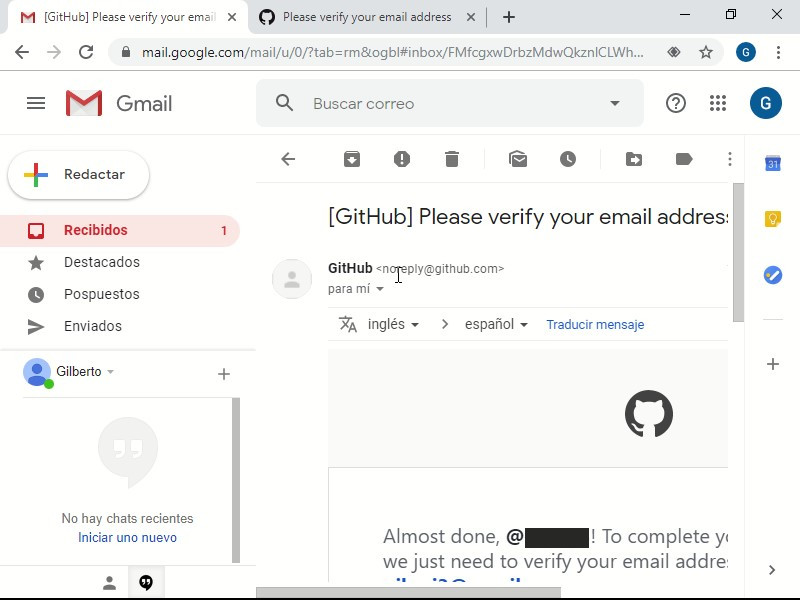 [GitHub] Please verify your email
Please verify your email address
mail.google.com/mail/u/0/?tab=rm&ogbl#inbox/FMfcgxwDrbzMdwQkznlCLWh...
G
Gmail
Buscar correo
G
Redactar
31
[GitHub] Please verify your email address
Recibidos 1
GitHub <noreply@github.com>
Destacados
para mí
Pospuestos
inglés > español Traducir mensaje
Enviados
Gilberto
Almost done, @ ! To complete
we just need to verify your email
No hay chats recientes
Iniciar uno nuevo